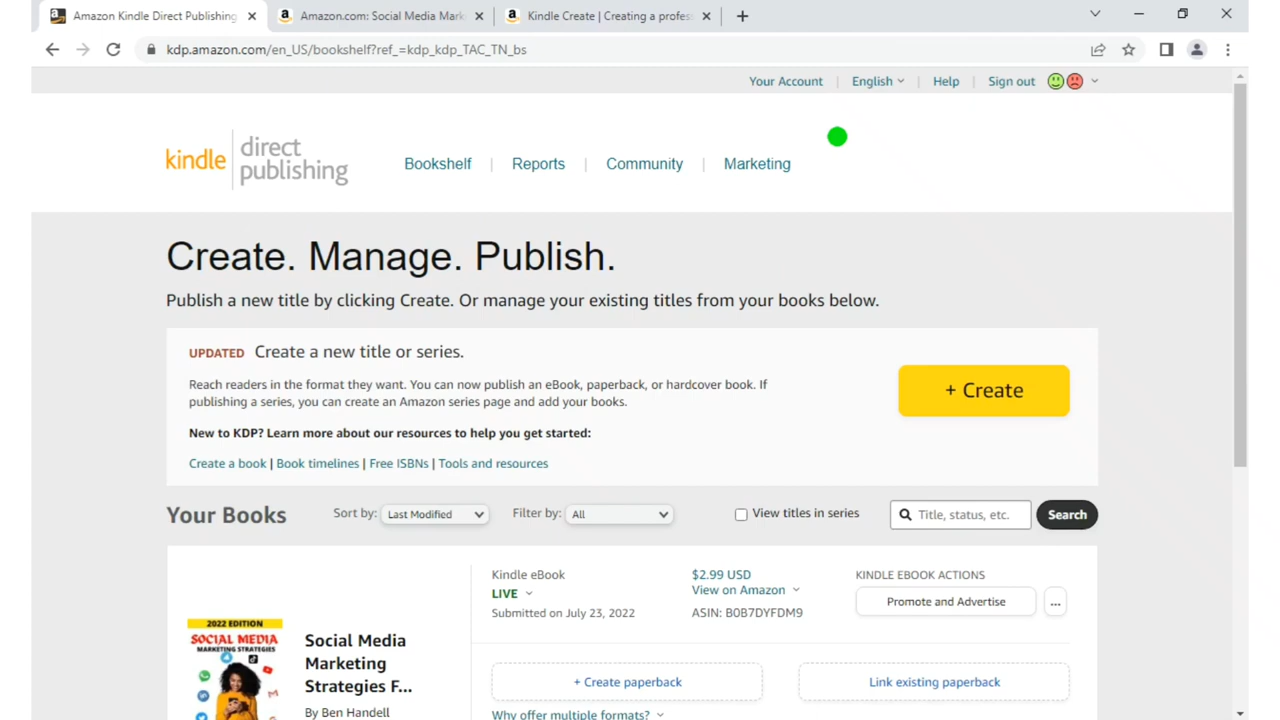 Amazon Kindle Direct Publishing
Amazon.com: Social Media Mark
Kindle Create | Creating a profes
kdp.amazon.com/en_US/bookshelf?ref_=kdp_kdp_TAC_TN_bs
Your Account | English | Help | Sign out
kindle direct publishing
Bookshelf | Reports | Community | Marketing
Create. Manage. Publish.
Publish a new title by clicking Create. Or manage your existing titles from your books below.
UPDATED Create a new title or series.
Reach readers in the format they want. You can now publish an eBook, paperback, or hardcover book. If
publishing a series, you can create an Amazon series page and add your books.
+ Create
New to KDP? Learn more about our resources to help you get started:
Create a book | Book timelines | Free ISBNs | Tools and resources
Your Books Sort by: Last Modified Filter by: All View titles in series Title, status, etc. Search
2022 EDITION
SOCIAL MEDIA
MARKETING STRATEGIES
Social Media
Marketing
Strategies F...
By Ben Handell
Kindle eBook
LIVE
Submitted on July 23, 2022
$2.99 USD
View on Amazon
ASIN: B0B7DYFDM9
KINDLE EBOOK ACTIONS
Promote and Advertise ...
+ Create paperback
Link existing paperback
Why offer multiple formats?